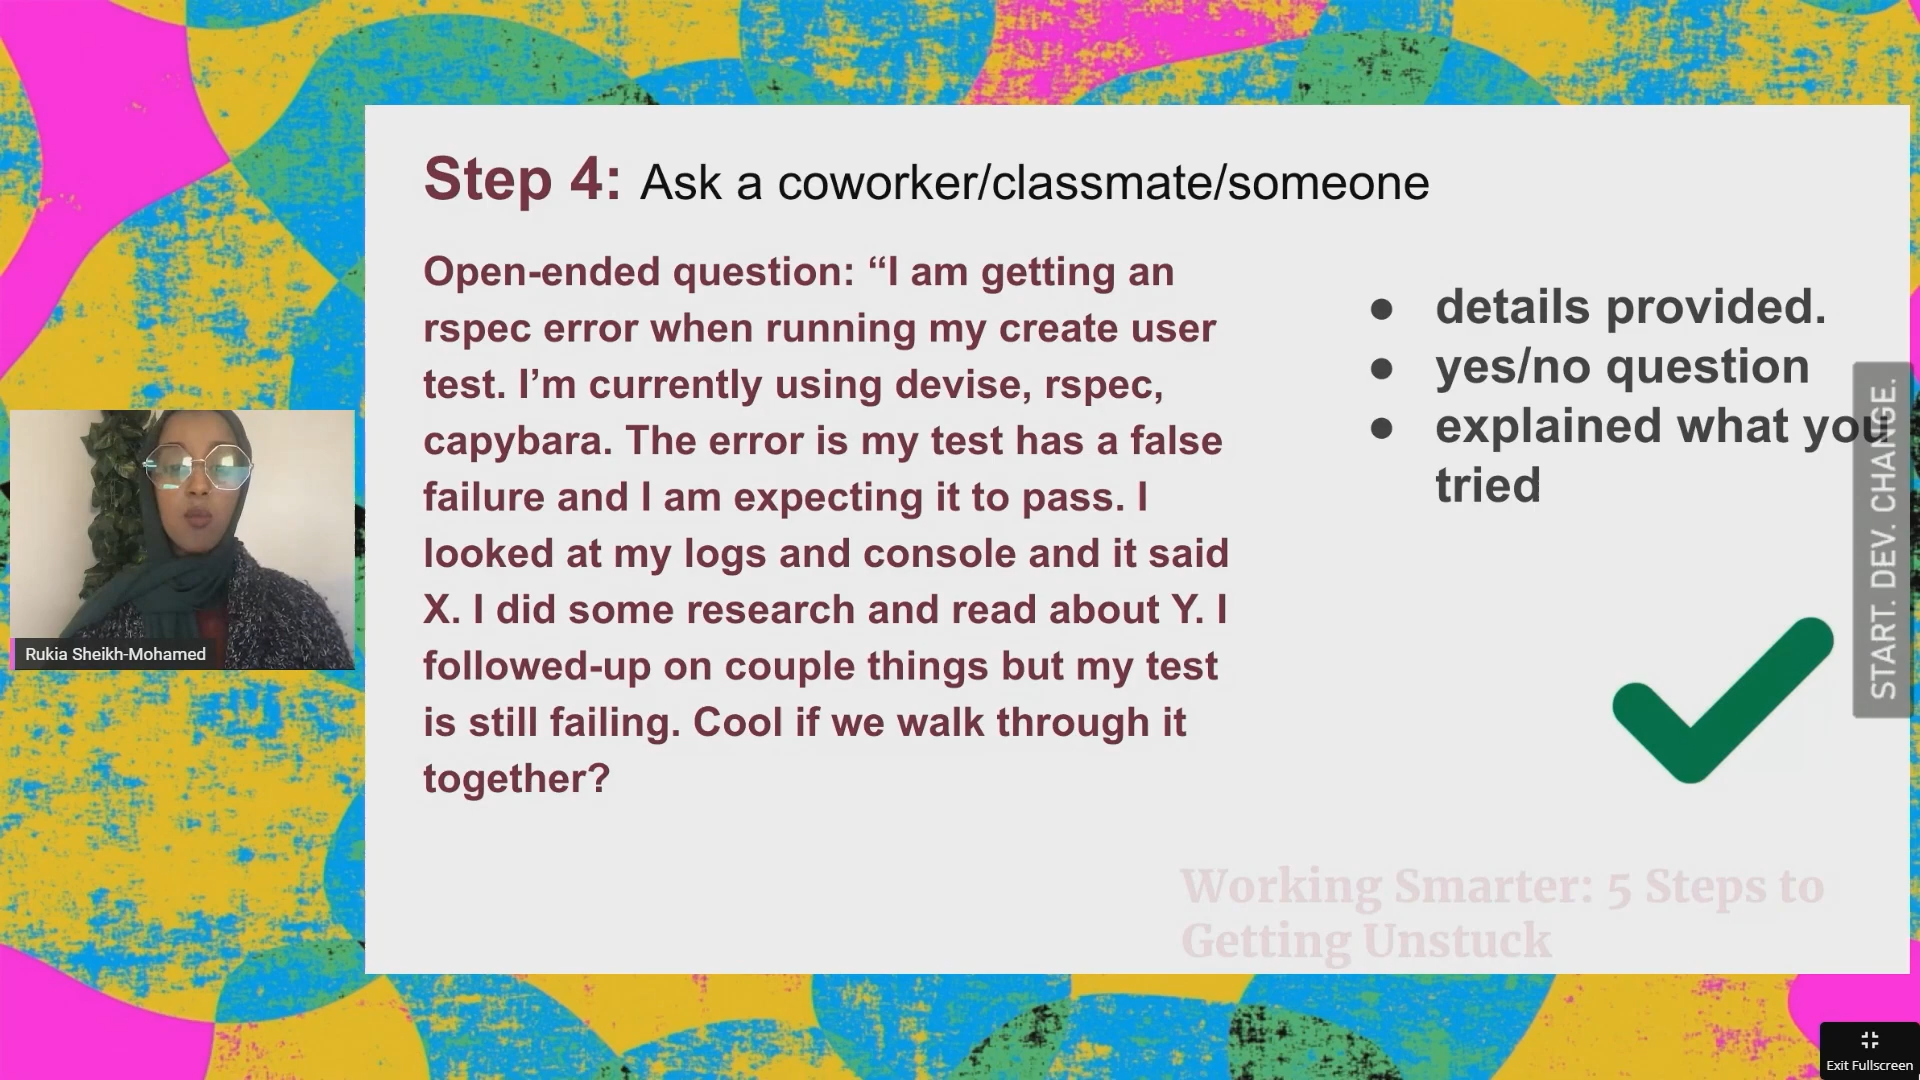 Step 4: Ask a coworker/classmate/someone
Open-ended question: “I am getting an
rspec error when running my create user
test. I’m currently using devise, rspec,
capybara. The error is my test has a false
failure and I am expecting it to pass. I
looked at my logs and console and it said
X. I did some research and read about Y. I
followed-up on couple things but my test
is still failing. Cool if we walk through it
together?
● details provided.
● yes/no question
● explained what you
tried
START. DEV. CHANGE.
Rukia Sheikh-Mohamed
Working Smarter: 5 Steps to
Getting Unstuck
Exit Fullscreen